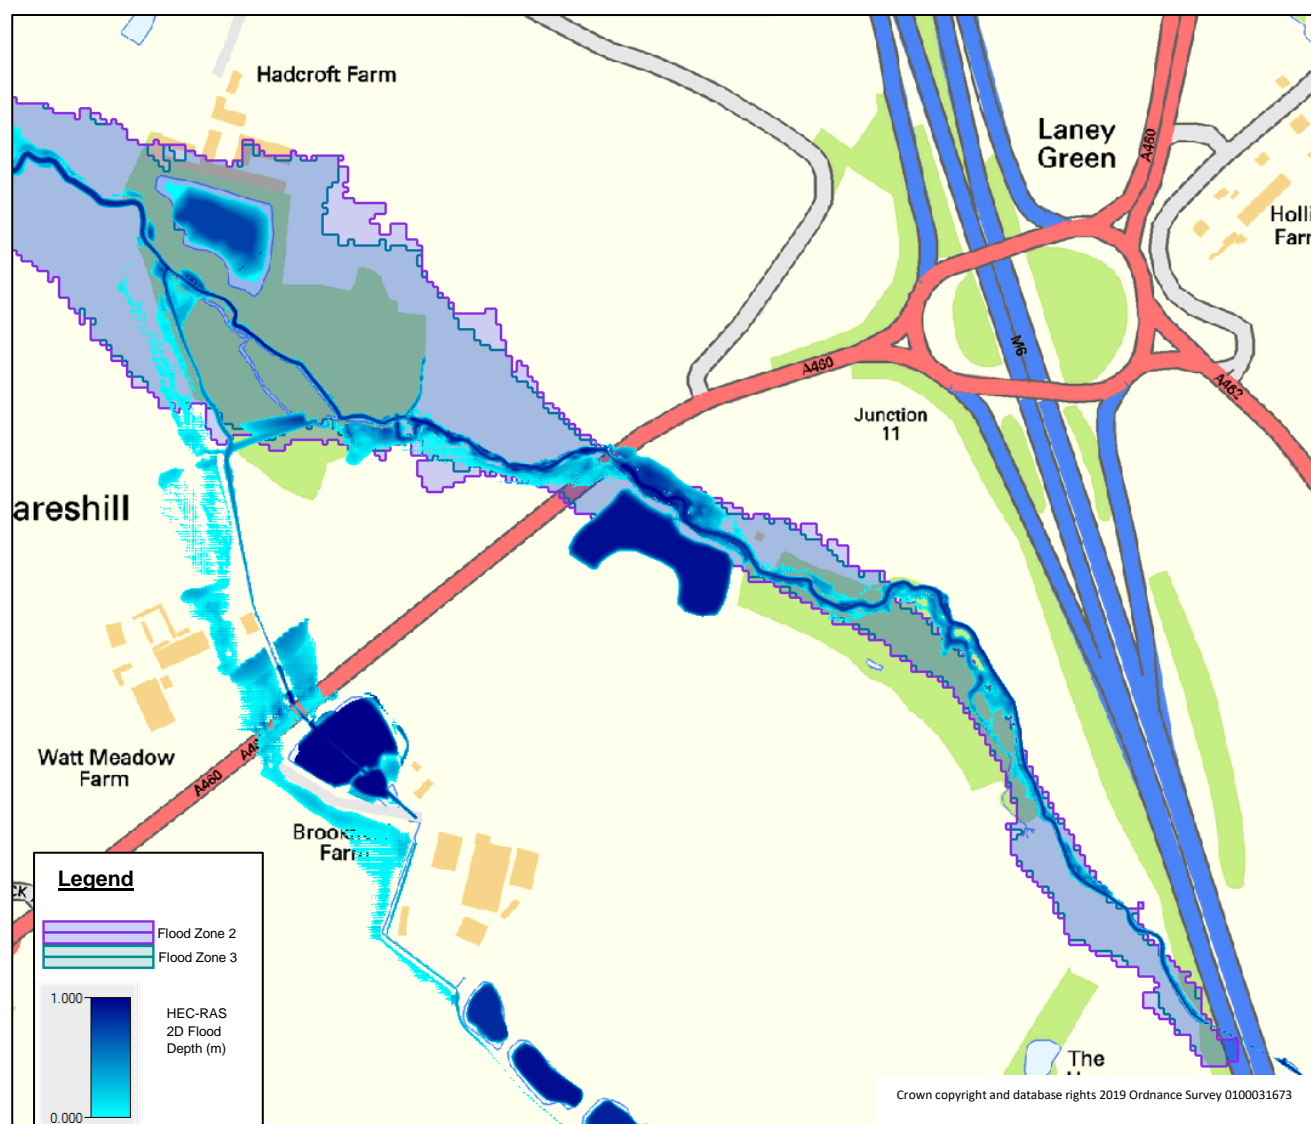 Hadcroft Farm
Laney
Green
A460
Holli
Farr
M6
A460
A462
Junction
11
areshill
Watt Meadow
Farm
A460
A46
Brook
Far
CK
Legend
Flood Zone 2
Flood Zone 3
1.000
HEC-RAS
2D Flood
Depth (m)
0.000
The
Crown copyright and database rights 2019 Ordnance Survey 0100031673